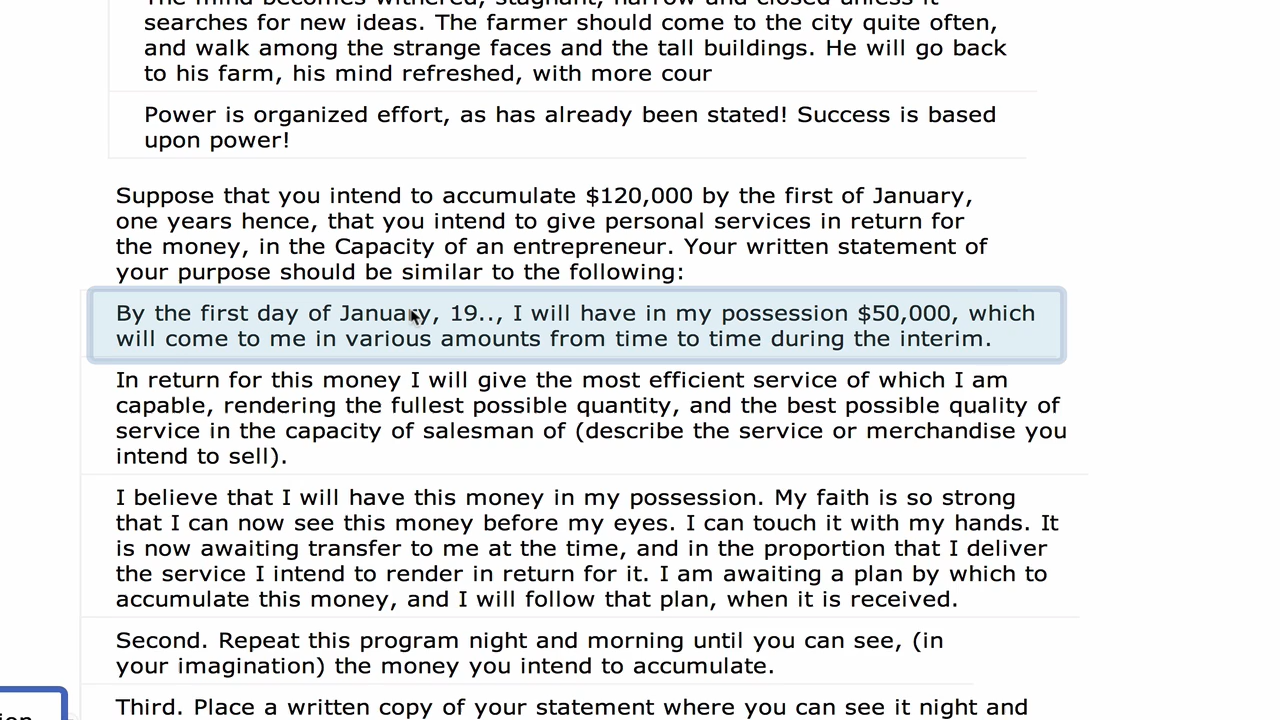 The mind becomes withered, stagnant, narrow and closed unless it
searches for new ideas. The farmer should come to the city quite often,
and walk among the strange faces and the tall buildings. He will go back
to his farm, his mind refreshed, with more cour
Power is organized effort, as has already been stated! Success is based
upon power!
Suppose that you intend to accumulate $120,000 by the first of January,
one years hence, that you intend to give personal services in return for
the money, in the Capacity of an entrepreneur. Your written statement of
your purpose should be similar to the following:
By the first day of January, 19.., I will have in my possession $50,000, which
will come to me in various amounts from time to time during the interim.
In return for this money I will give the most efficient service of which I am
capable, rendering the fullest possible quantity, and the best possible quality of
service in the capacity of salesman of (describe the service or merchandise you
intend to sell).
I believe that I will have this money in my possession. My faith is so strong
that I can now see this money before my eyes. I can touch it with my hands. It
is now awaiting transfer to me at the time, and in the proportion that I deliver
the service I intend to render in return for it. I am awaiting a plan by which to
accumulate this money, and I will follow that plan, when it is received.
Second. Repeat this program night and morning until you can see, (in
your imagination) the money you intend to accumulate.
Third. Place a written copy of your statement where you can see it night and